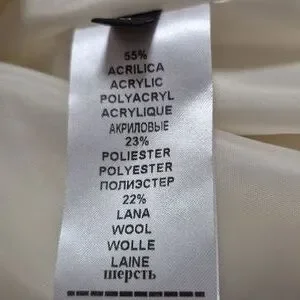 55%
ACRILICA
ACRYLIC
POLYACRYL
ACRYLIQUE
АКРИЛОВЫЕ
23%
POLIESTER
POLYESTER
ПОЛИЭСТЕР
22%
LANA
WOOL
WOLLE
LAINE
шерсть